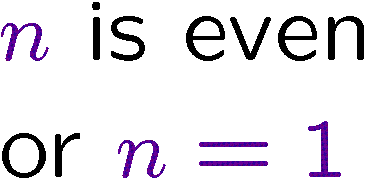 n is even
or n = 1